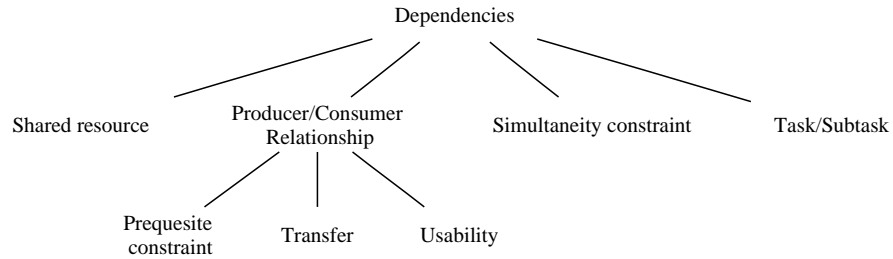 Dependencies
Shared resource
Producer/Consumer
Relationship
Simultaneity constraint
Task/Subtask
Prequesite
constraint
Transfer
Usability